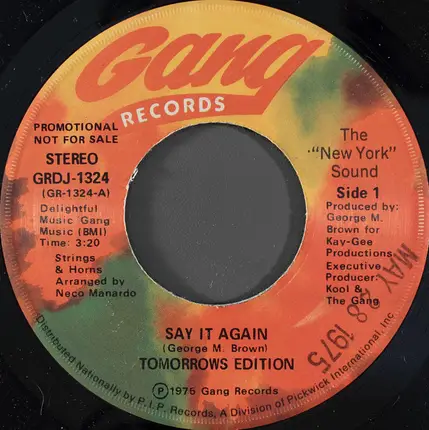 Gang
RECORDS
PROMOTIONAL
NOT FOR SALE
STEREO
GRDJ-1324
(GR-1324-A)
Delightful
Music Gang
Music (BMI)
Time: 3:20
Strings
& Horns
Arranged by
Neco Manardo
The
"New York"
Sound
Side 1
Produced by:
George M.
Brown for
Kay-Gee
Productions
Executive
Producer:
Kool &
The Gang
MAY 28 1975
SAY IT AGAIN
(George M. Brown)
TOMORROWS EDITION
Ⓟ 1975 Gang Records
Distributed Nationally by P.I.P. Records, A Division of Pickwick International, Inc.